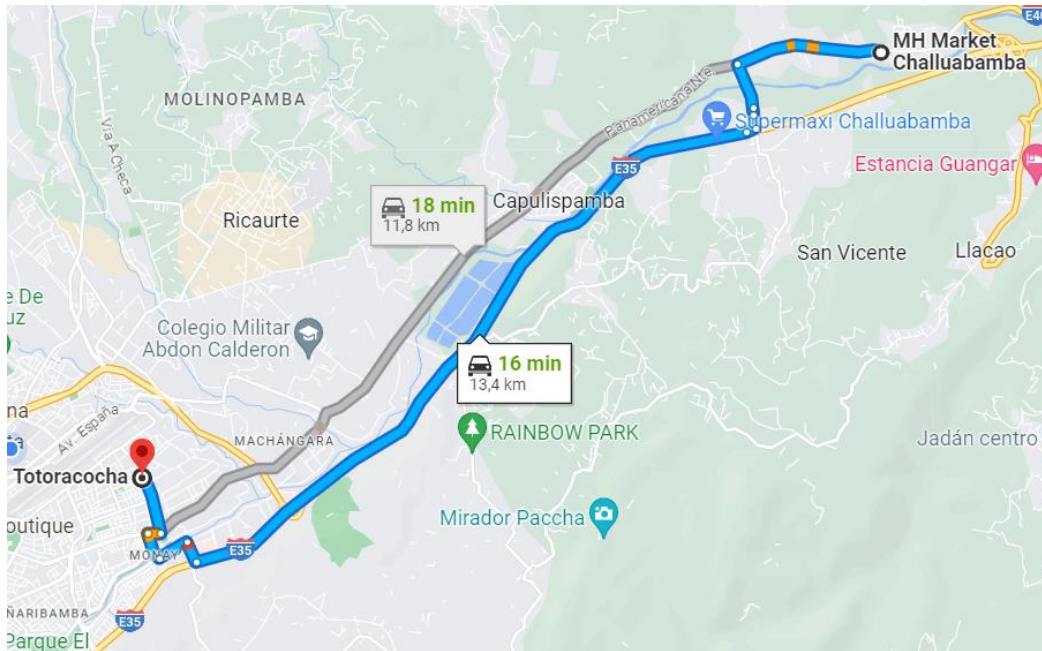 E40
MH Market
Challuabamba
MOLINOPAMBA
Panamericana Nte.
Via A Checa
Supermaxi Challuabamba
E35
Estancia Guangar
18 min
11,8 km
Capulispamba
Ricaurte
San Vicente
Llacao
e De
uz
Colegio Militar
Abdon Calderon
16 min
13,4 km
na
Av. España
ta
MACHÁNGARA
RAINBOW PARK
Jadán centro
Totoracocha
Mirador Paccha
outique
MONAY
E35
ÑARIBAMBA
E35
Parque El